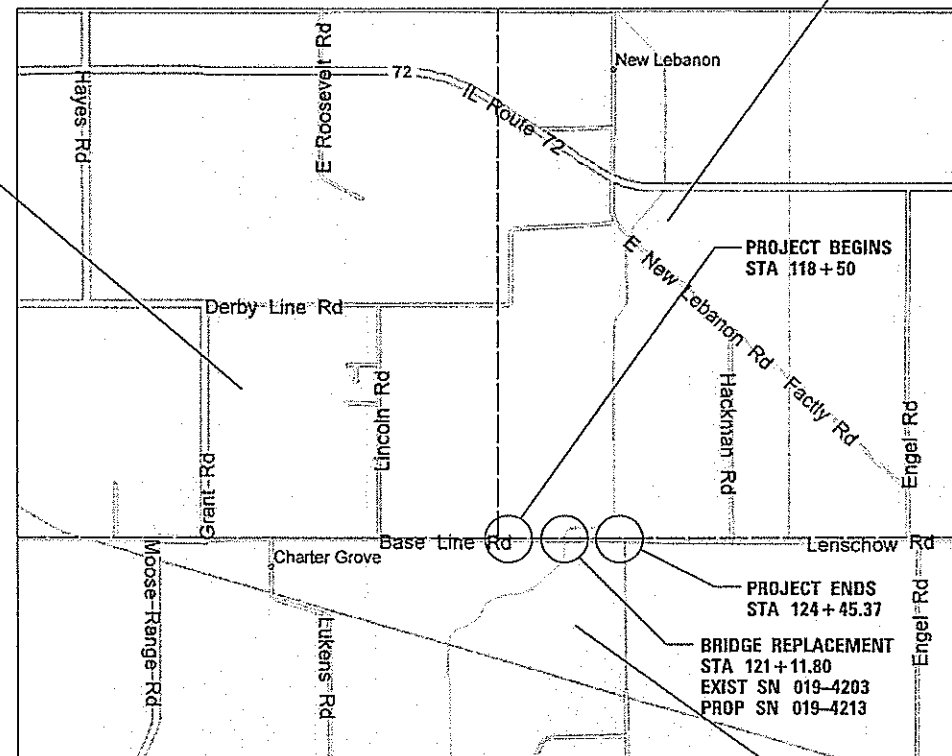 Hayes Rd
E Roosevelt Rd
72
IL Route 72
New Lebanon
E New Lebanon Rd
Factly Rd
PROJECT BEGINS
STA 118+50
Derby Line Rd
Lincoln Rd
Grant Rd
Hackman Rd
Engel Rd
Base Line Rd
Lenschow Rd
Charter Grove
Moose-Range-Rd
Lukens Rd
Engel Rd
PROJECT ENDS
STA 124+45.37
BRIDGE REPLACEMENT
STA 121+11.80
EXIST SN 019-4203
PROP SN 019-4213